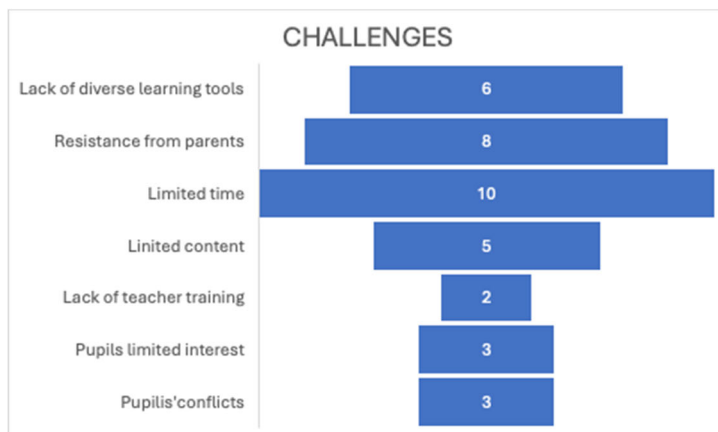 CHALLENGES
Lack of diverse learning tools 6
Resistance from parents 8
Limited time 10
Linited content 5
Lack of teacher training 2
Pupils limited interest 3
Pupilis'conflicts 3